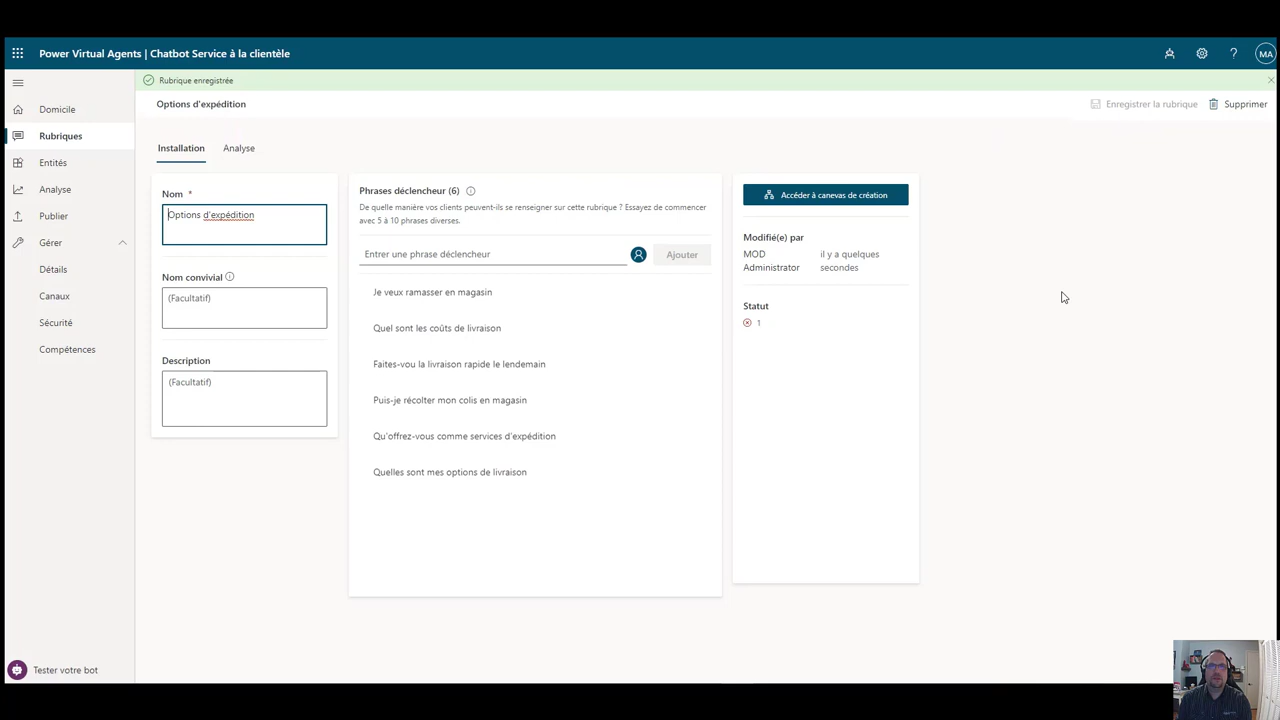 Power Virtual Agents | Chatbot Service à la clientèle
MA
Rubrique enregistrée
Options d'expédition
Enregistrer la rubrique
Supprimer
Domicile
Rubriques
Entités
Analyse
Publier
Gérer
Détails
Canaux
Sécurité
Compétences
Tester votre bot
Installation
Analyse
Nom *
Options d'expédition
Nom convivial
(Facultatif)
Description
(Facultatif)
Phrases déclencheur (6)
De quelle manière vos clients peuvent-ils se renseigner sur cette rubrique ? Essayez de commencer
avec 5 à 10 phrases diverses.
Entrer une phrase déclencheur
Ajouter
Je veux ramasser en magasin
Quel sont les coûts de livraison
Faites-vou la livraison rapide le lendemain
Puis-je récolter mon colis en magasin
Qu'offrez-vous comme services d'expédition
Quelles sont mes options de livraison
Accéder à canevas de création
Modifié(e) par
MOD
Administrator
il y a quelques
secondes
Statut
1